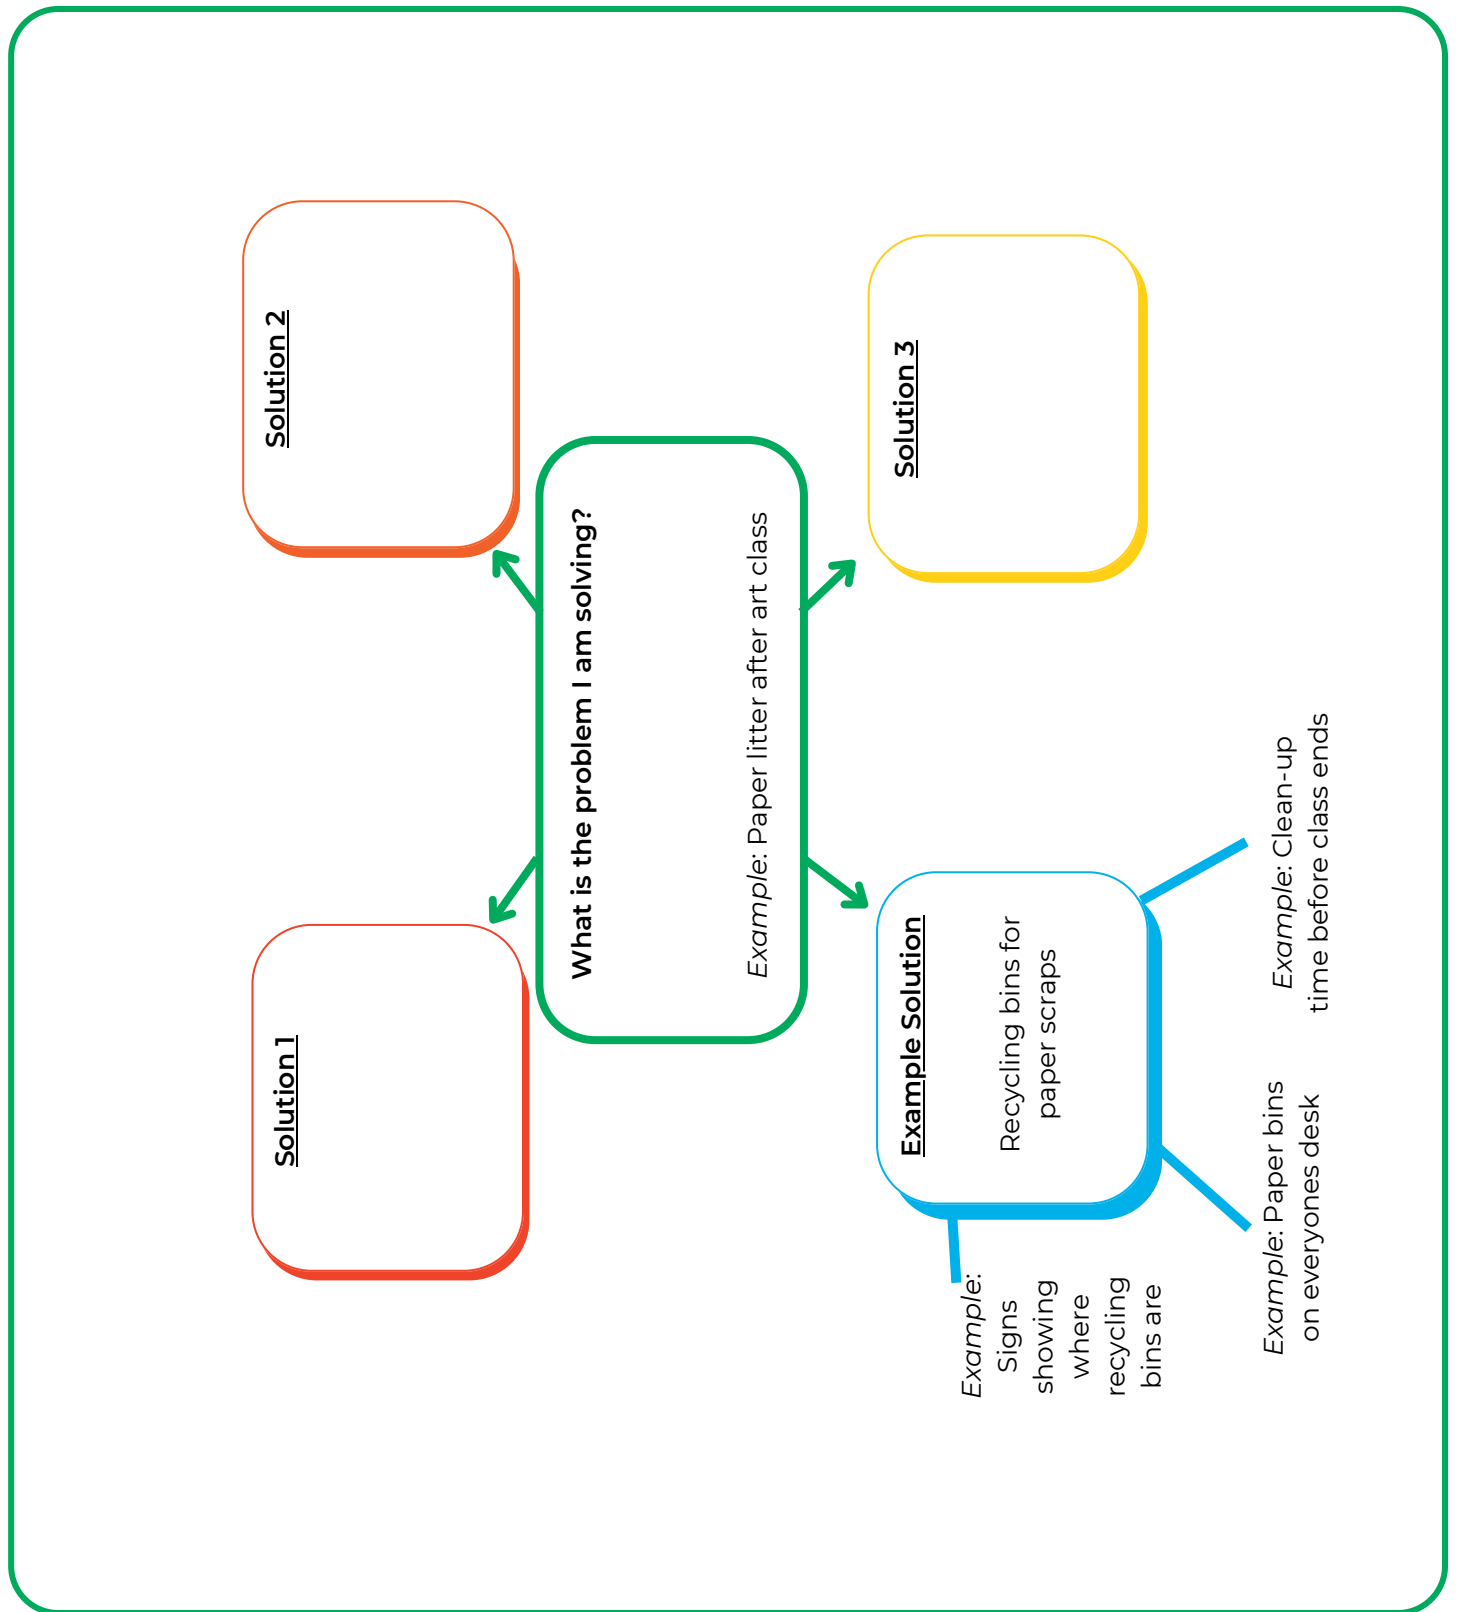 Solution 1
Solution 2
What is the problem I am solving?
Example: Paper litter after art class
Example Solution
Recycling bins for
paper scraps
Solution 3
Example:
Signs
showing
where
recycling
bins are
Example: Paper bins
on everyones desk
Example: Clean-up
time before class ends